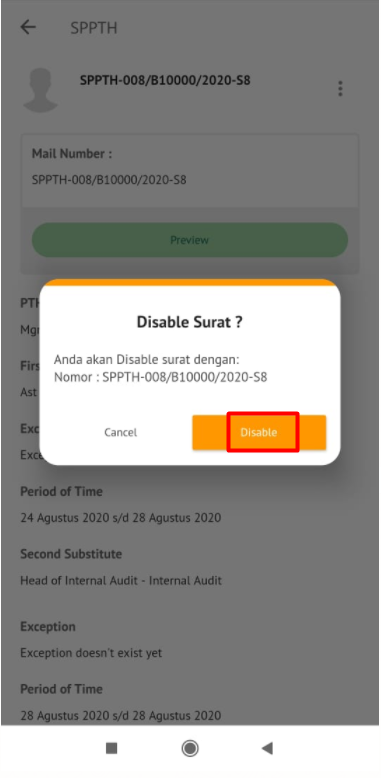 SPPTH
SPPTH-008/B10000/2020-S8
Mail Number :
SPPTH-008/B10000/2020-S8
Preview
PTH
Mgr
Disable Surat ?
Anda akan Disable surat dengan:
Nomor : SPPTH-008/B10000/2020-S8
Cancel
Disable
Firs
Ast
Exc
Exce
Period of Time
24 Agustus 2020 s/d 28 Agustus 2020
Second Substitute
Head of Internal Audit - Internal Audit
Exception
Exception doesn't exist yet
Period of Time
28 Agustus 2020 s/d 28 Agustus 2020